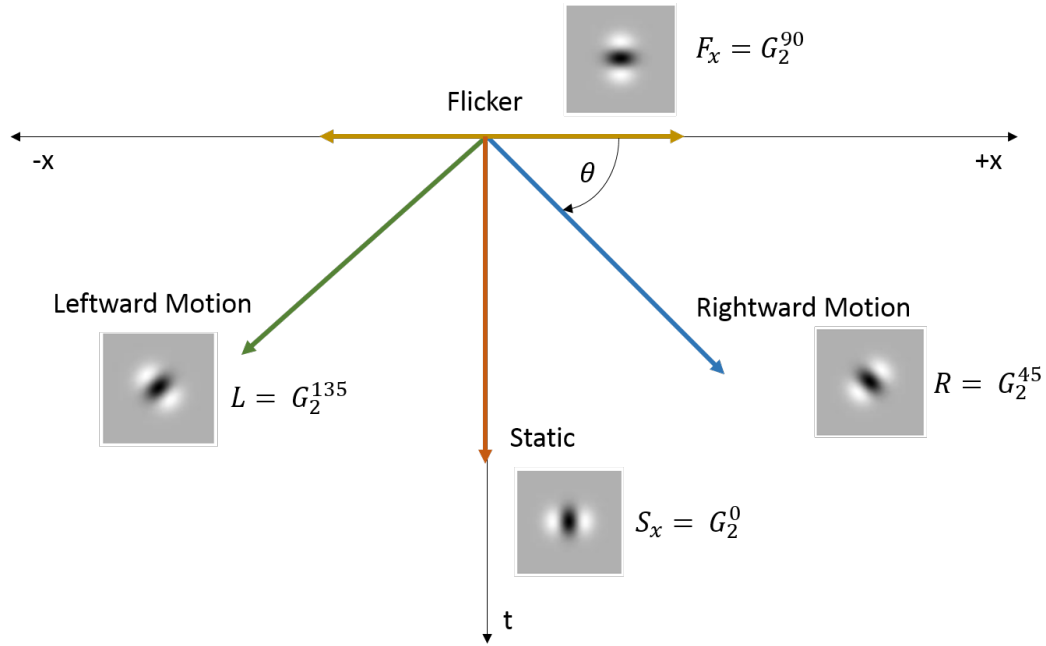 F_x = G_2^{90}
Flicker
-x
+x
θ
Leftward Motion
Rightward Motion
L = G_2^{135}
R = G_2^{45}
Static
S_x = G_2^0
t